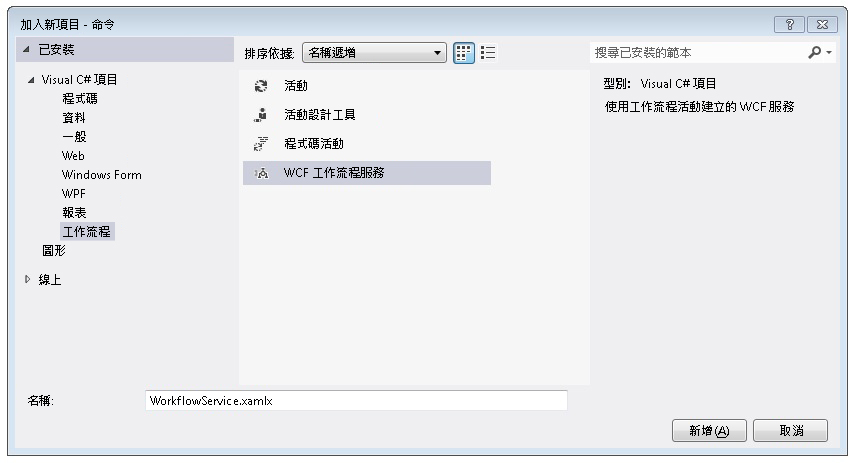 加入新項目 - 命令
已安裝
Visual C# 項目
程式碼
資料
一般
Web
Windows Form
WPF
報表
工作流程
圖形
線上
排序依據: 名稱遞增
活動
活動設計工具
程式碼活動
WCF 工作流程服務
搜尋已安裝的範本
型別: Visual C# 項目
使用工作流程活動建立的 WCF 服務
名稱: WorkflowService.xamlx
新增(A) 取消